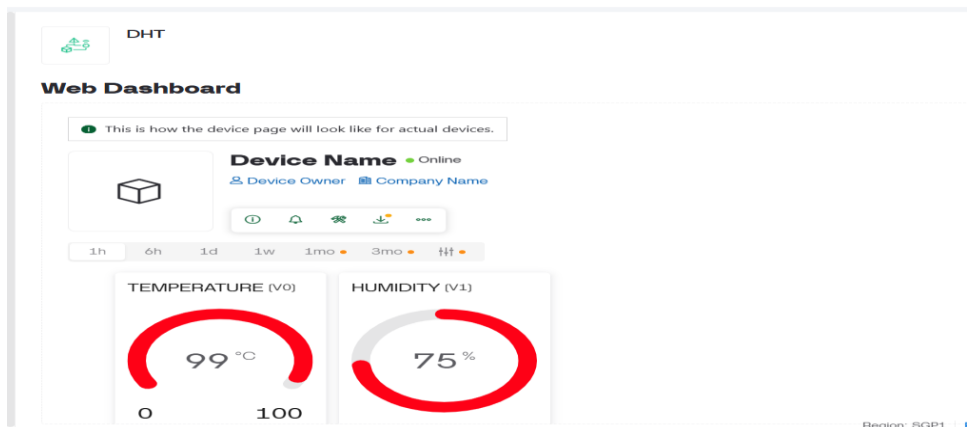 DHT
Web Dashboard
This is how the device page will look like for actual devices.
Device Name Online
Device Owner Company Name
1h 6h 1d 1w 1mo 3mo
TEMPERATURE (V0) HUMIDITY (V1)
99 °C 75 %
0 100
Region: SGP1